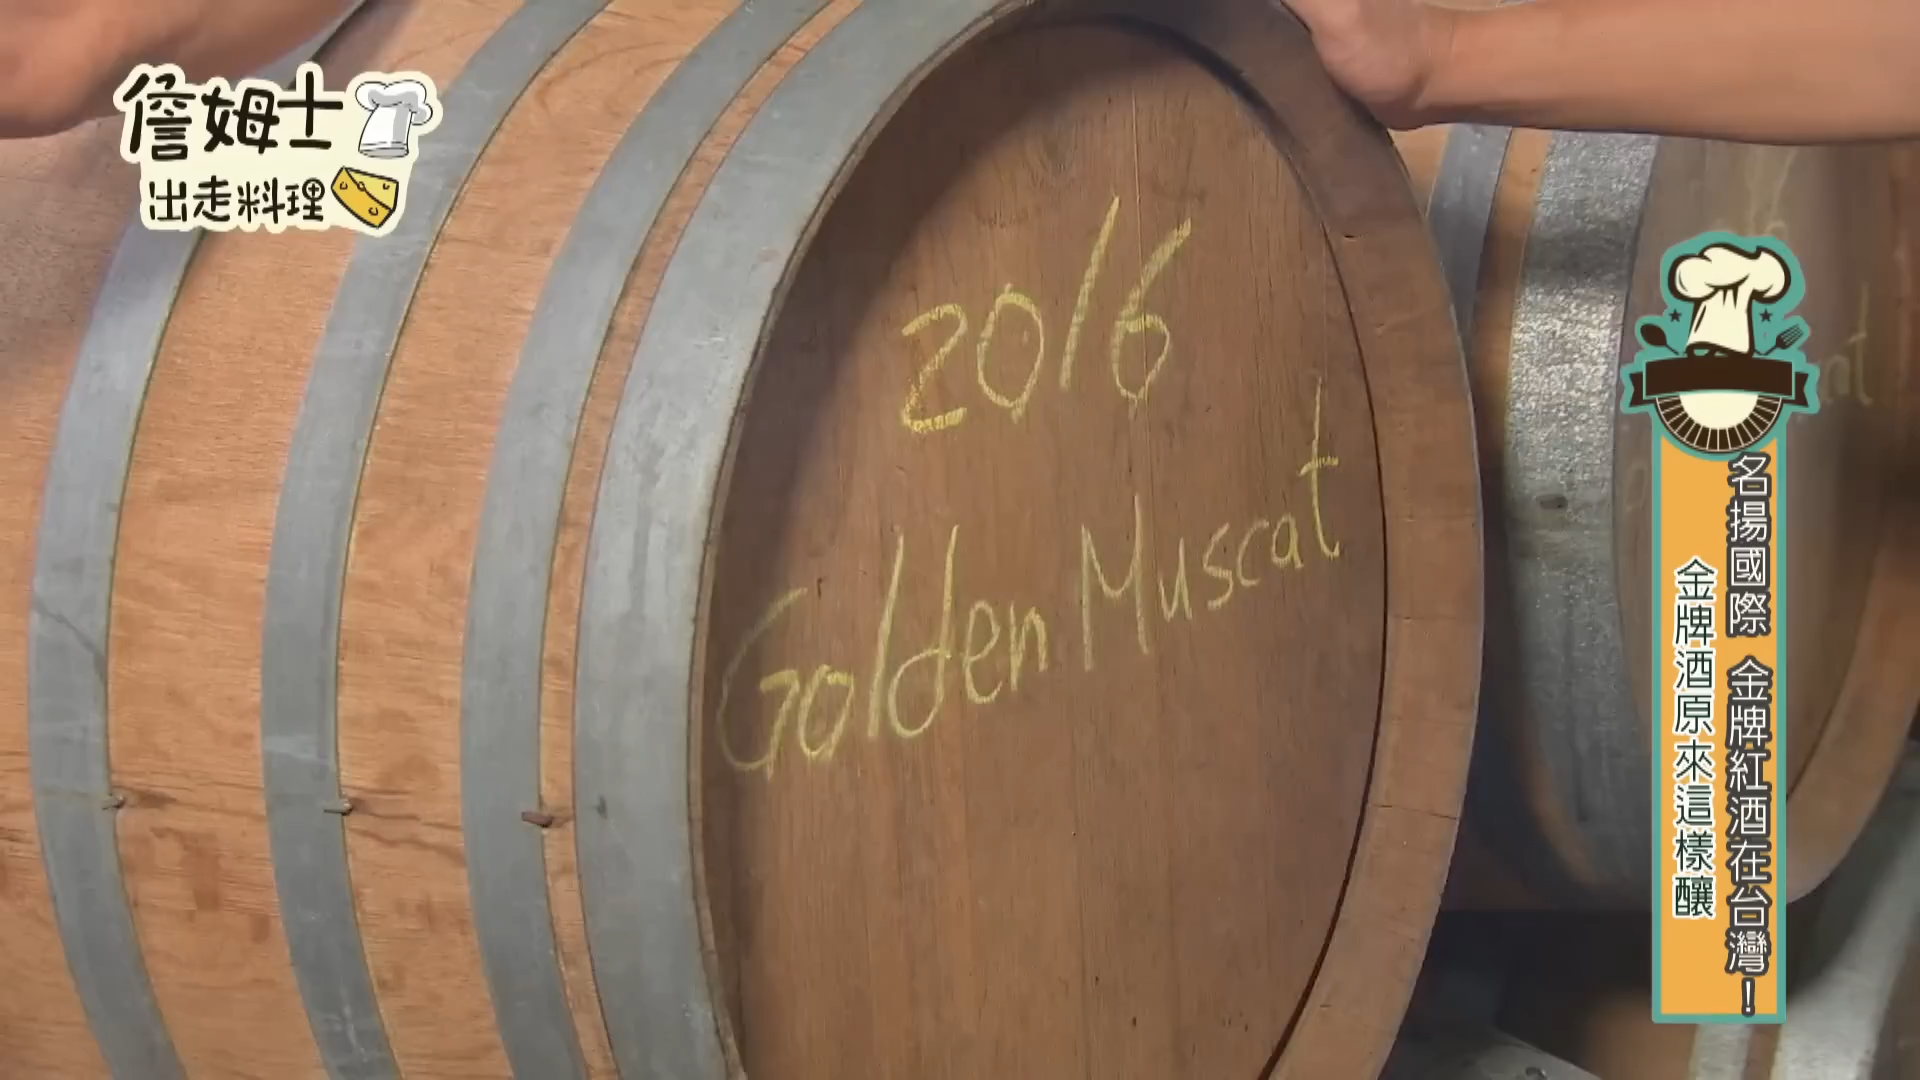 詹姆士
出走料理
2016
Golden Muscat
名揚國際 金牌紅酒在台灣！
金牌酒原來這樣釀